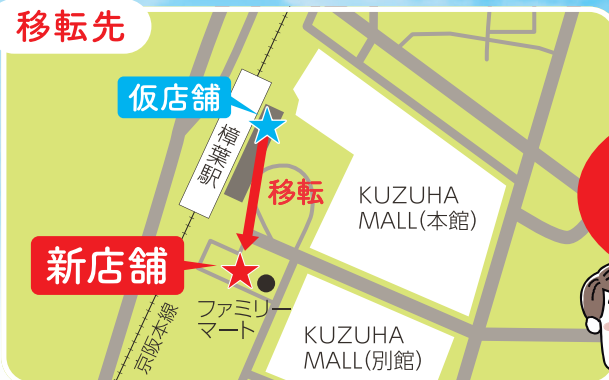 移転先
仮店舗
樟葉駅
移転
KUZUHA
MALL(本館)
新店舗
ファミリー
マート
京阪本線
KUZUHA
MALL(別館)